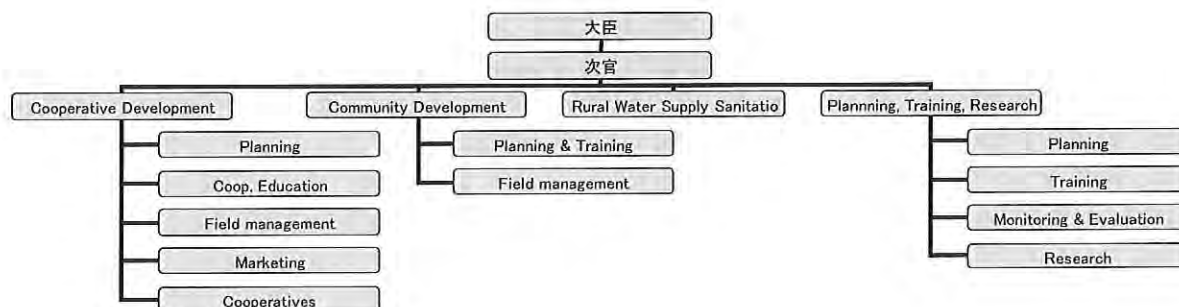 大臣
次官
Cooperative Development
Community Development
Rural Water Supply Sanitatio
Plannning, Training, Research
Planning
Coop, Education
Field management
Marketing
Cooperatives
Planning & Training
Field management
Planning
Training
Monitoring & Evaluation
Research